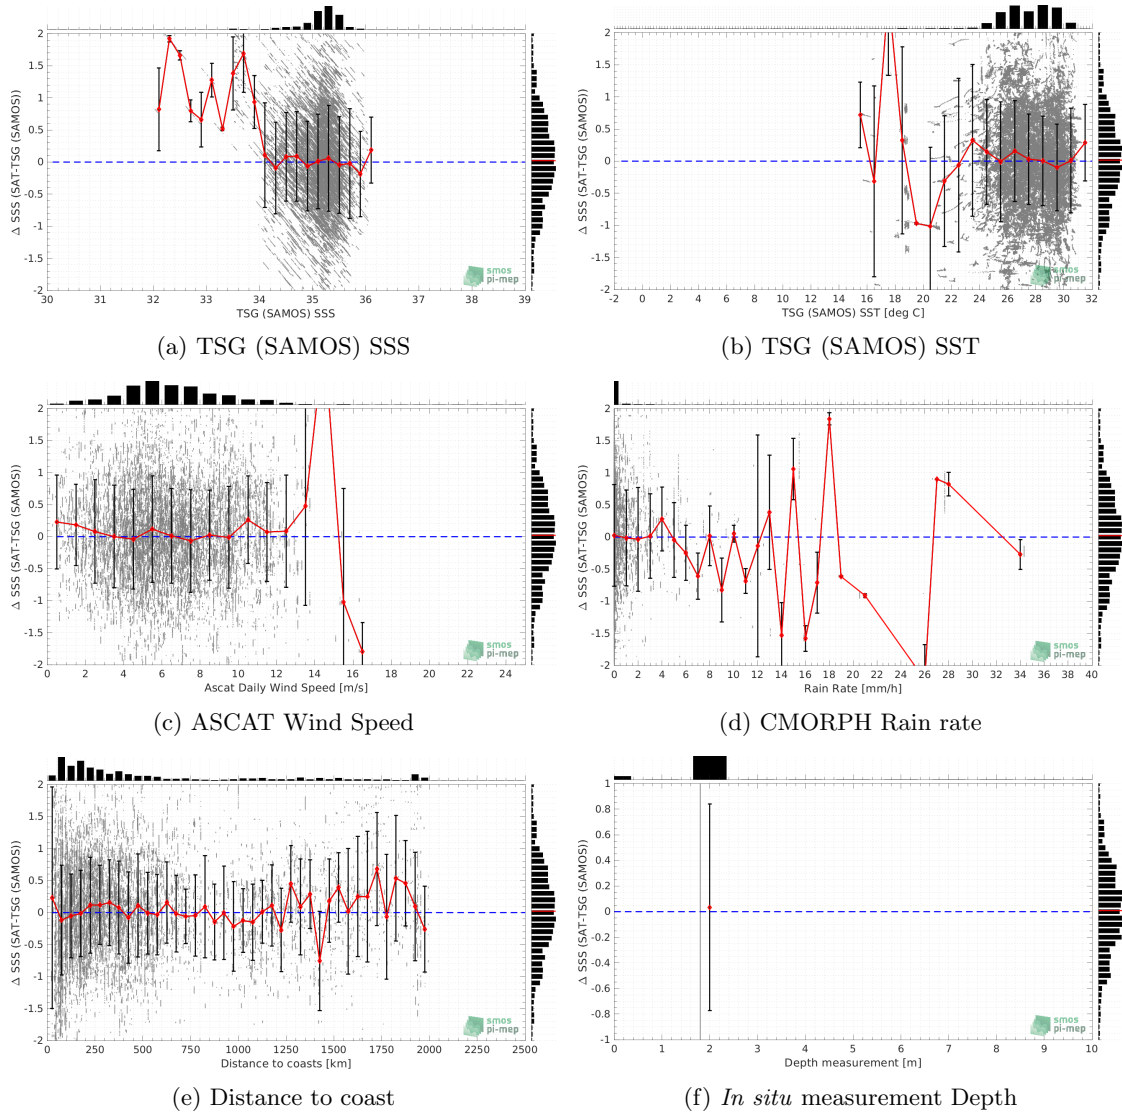 2
1.5
1
0.5
0
-0.5
-1
-1.5
-2
Δ SSS (SAT-TSG (SAMOS))
30 31 32 33 34 35 36 37 38 39
TSG (SAMOS) SSS
smos
pi-mep
(a) TSG (SAMOS) SSS
2
1.5
1
0.5
0
-0.5
-1
-1.5
-2
Δ SSS (SAT-TSG (SAMOS))
-2 0 2 4 6 8 10 12 14 16 18 20 22 24 26 28 30 32
TSG (SAMOS) SST [deg C]
smos
pi-mep
(b) TSG (SAMOS) SST
2
1.5
1
0.5
0
-0.5
-1
-1.5
-2
Δ SSS (SAT-TSG (SAMOS))
0 2 4 6 8 10 12 14 16 18 20 22 24
Ascat Daily Wind Speed [m/s]
smos
pi-mep
(c) ASCAT Wind Speed
2
1.5
1
0.5
0
-0.5
-1
-1.5
-2
Δ SSS (SAT-TSG (SAMOS))
0 2 4 6 8 10 12 14 16 18 20 22 24 26 28 30 32 34 36 38 40
Rain Rate [mm/h]
smos
pi-mep
(d) CMORPH Rain rate
2
1.5
1
0.5
0
-0.5
-1
-1.5
-2
Δ SSS (SAT-TSG (SAMOS))
0 250 500 750 1000 1250 1500 1750 2000 2250 2500
Distance to coasts [km]
smos
pi-mep
(e) Distance to coast
1
0.8
0.6
0.4
0.2
0
-0.2
-0.4
-0.6
-0.8
-1
Δ SSS (SAT-TSG (SAMOS))
0 1 2 3 4 5 6 7 8 9 10
Depth measurement [m]
smos
pi-mep
(f) In situ measurement Depth